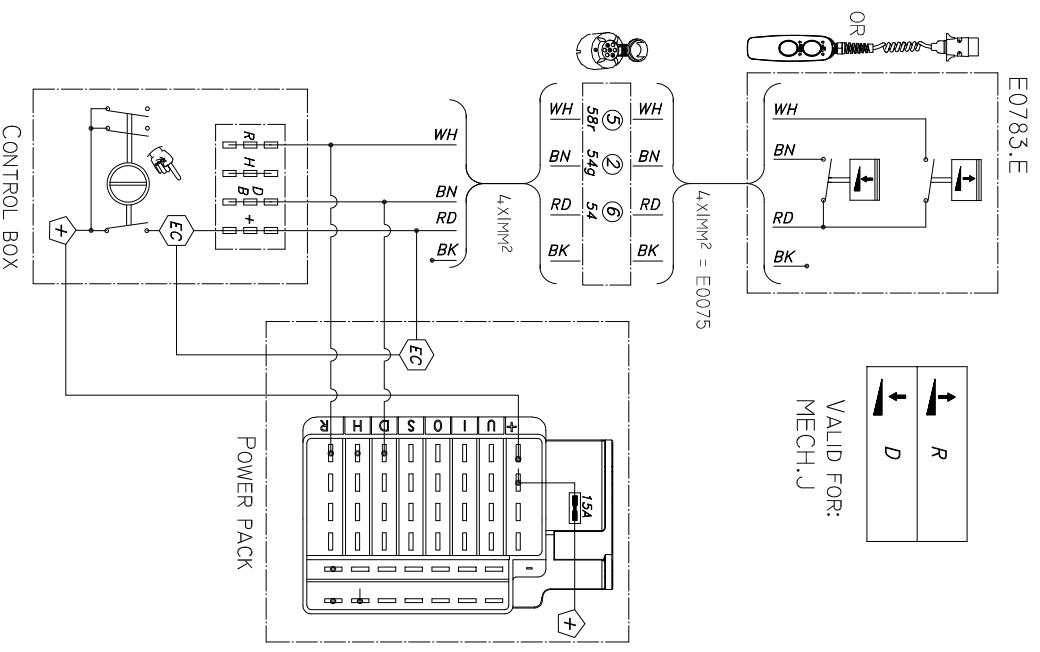 OR
E0783.E
WH
BN
RD
BK
4X1MM² = E0075
WH
BN
RD
BK
5
58r
2
54g
6
54
WH
BN
RD
BK
4X1MM²
WH
BN
RD
BK
CONTROL BOX
R
H
D
B
+
EC
+
EC
POWER PACK
R
H
D
S
O
I
U
+
-
15A
+
R
D
VALID FOR:
MECH.J